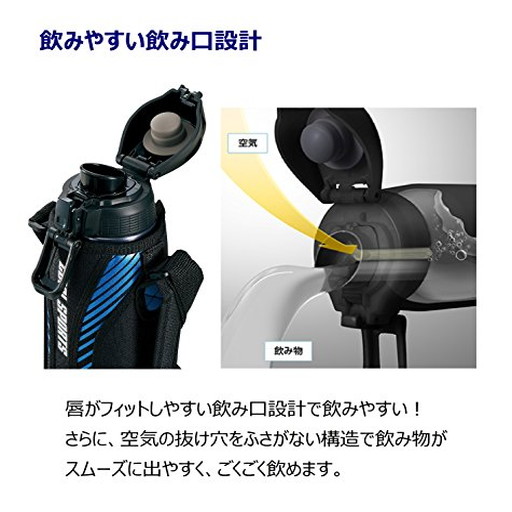 飲みやすい飲み口設計
空気
飲み物
SPORTS
唇がフィットしやすい飲み口設計で飲みやすい！
さらに、空気の抜け穴をふさがない構造で飲み物が
スムーズに出やすく、ごくごく飲めます。